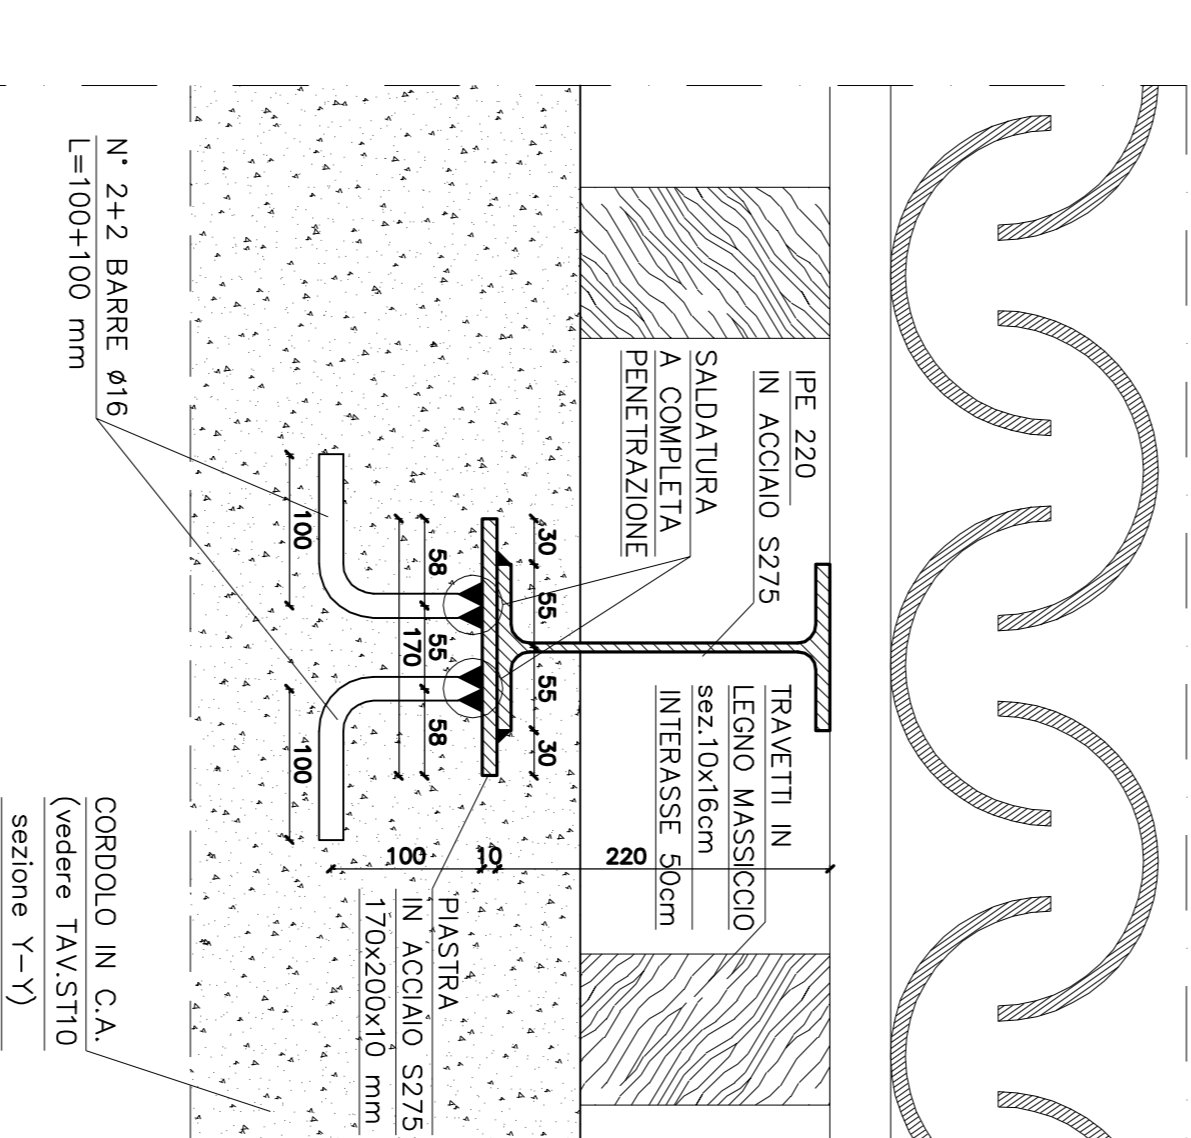 IPE 220
IN ACCIAIO S275
SALDATURA
A COMPLETA
PENETRAZIONE
TRAVETTI IN
LEGNO MASSICCIO
sez.10x16cm
INTERASSE 50cm
30
55
55
30
58
55
58
170
100
100
220
10
100
N° 2+2 BARRE ø16
L=100+100 mm
PIASTRA
IN ACCIAIO S275
170x200x10 mm
CORDOLO IN C.A.
(vedere TAV.ST10
sezione Y-Y)